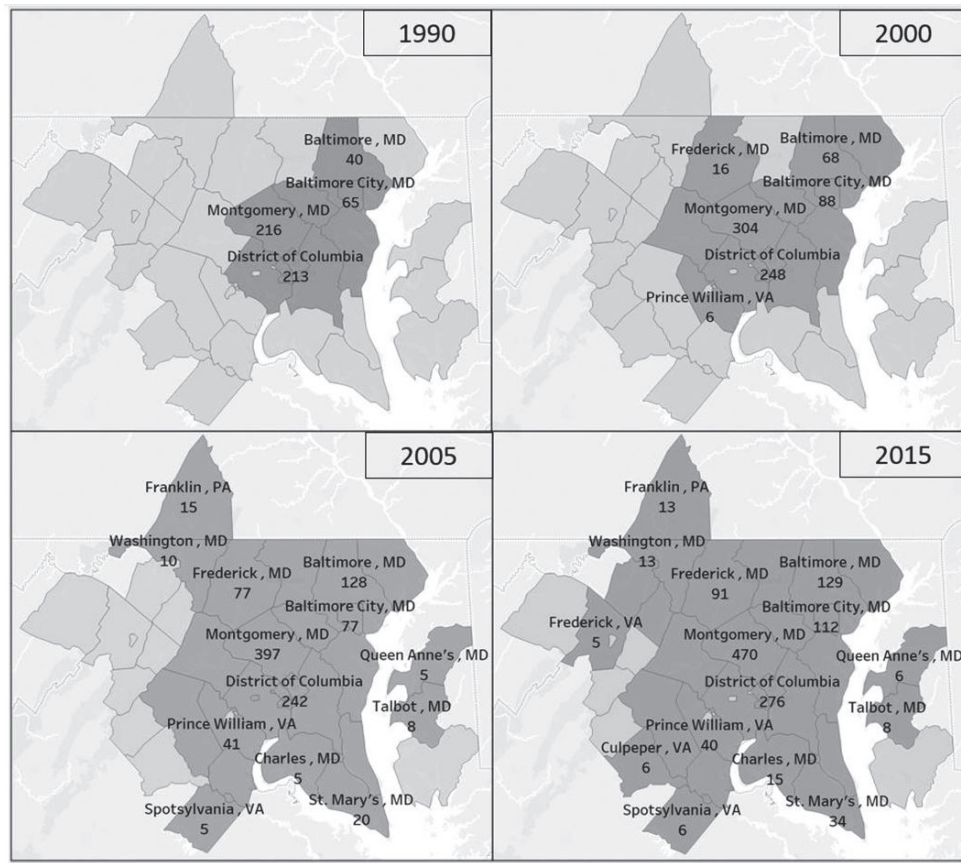 1990
Baltimore , MD
40
Baltimore City, MD
65
Montgomery , MD
216
District of Columbia
213
2000
Frederick , MD
16
Baltimore , MD
68
Baltimore City, MD
88
Montgomery , MD
304
District of Columbia
248
Prince William , VA
6
2005
Franklin , PA
15
Washington , MD
10
Frederick , MD
77
Baltimore , MD
128
Baltimore City, MD
77
Montgomery , MD
397
Queen Anne's , MD
5
District of Columbia
242
Talbot , MD
8
Prince William , VA
41
Charles , MD
5
Spotsylvania , VA
5
St. Mary's , MD
20
2015
Franklin , PA
13
Washington , MD
13
Frederick , MD
91
Baltimore , MD
129
Baltimore City, MD
112
Frederick , VA
5
Montgomery , MD
470
Queen Anne's , MD
6
District of Columbia
276
Talbot , MD
8
Prince William , VA
40
Culpeper , VA
6
Charles , MD
15
Spotsylvania , VA
6
St. Mary's , MD
34